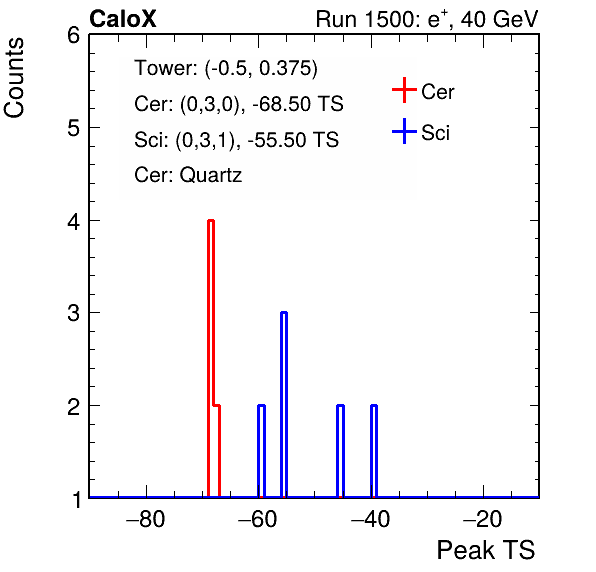 CaloX Run 1500: e+, 40 GeV
Counts
Tower: (-0.5, 0.375)
Cer: (0,3,0), -68.50 TS
Sci: (0,3,1), -55.50 TS
Cer: Quartz
Cer
Sci
6
5
4
3
2
1
−80 −60 −40 −20
Peak TS